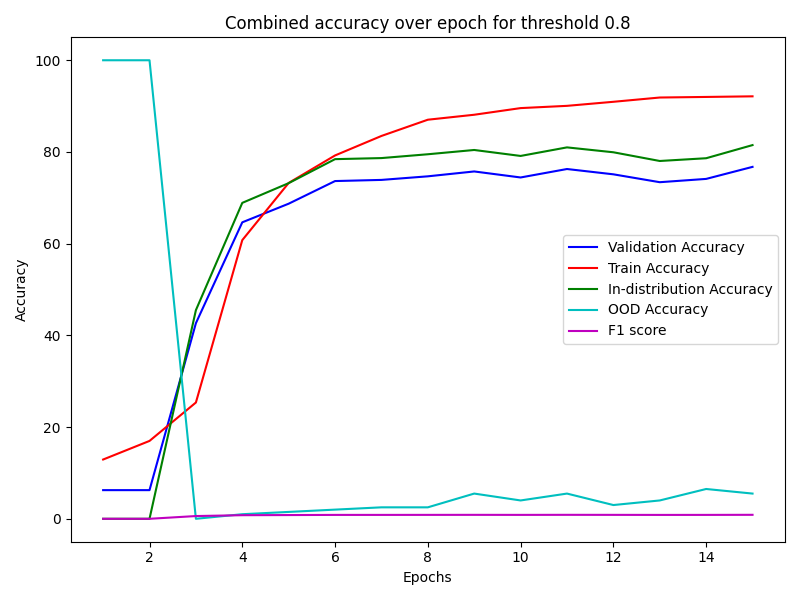 Combined accuracy over epoch for threshold 0.8
100
80
60
40
20
0
Accuracy
Validation Accuracy
Train Accuracy
In-distribution Accuracy
OOD Accuracy
F1 score
2 4 6 8 10 12 14
Epochs